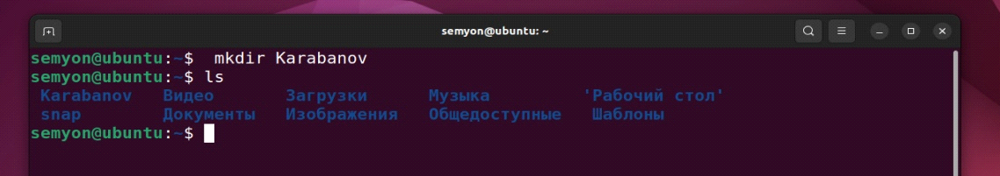 semyon@ubuntu: ~
semyon@ubuntu:~$  mkdir Karabanov
semyon@ubuntu:~$ ls
Karabanov Видео Загрузки Музыка 'Рабочий стол'
snap Документы Изображения Общедоступные Шаблоны
semyon@ubuntu:~$